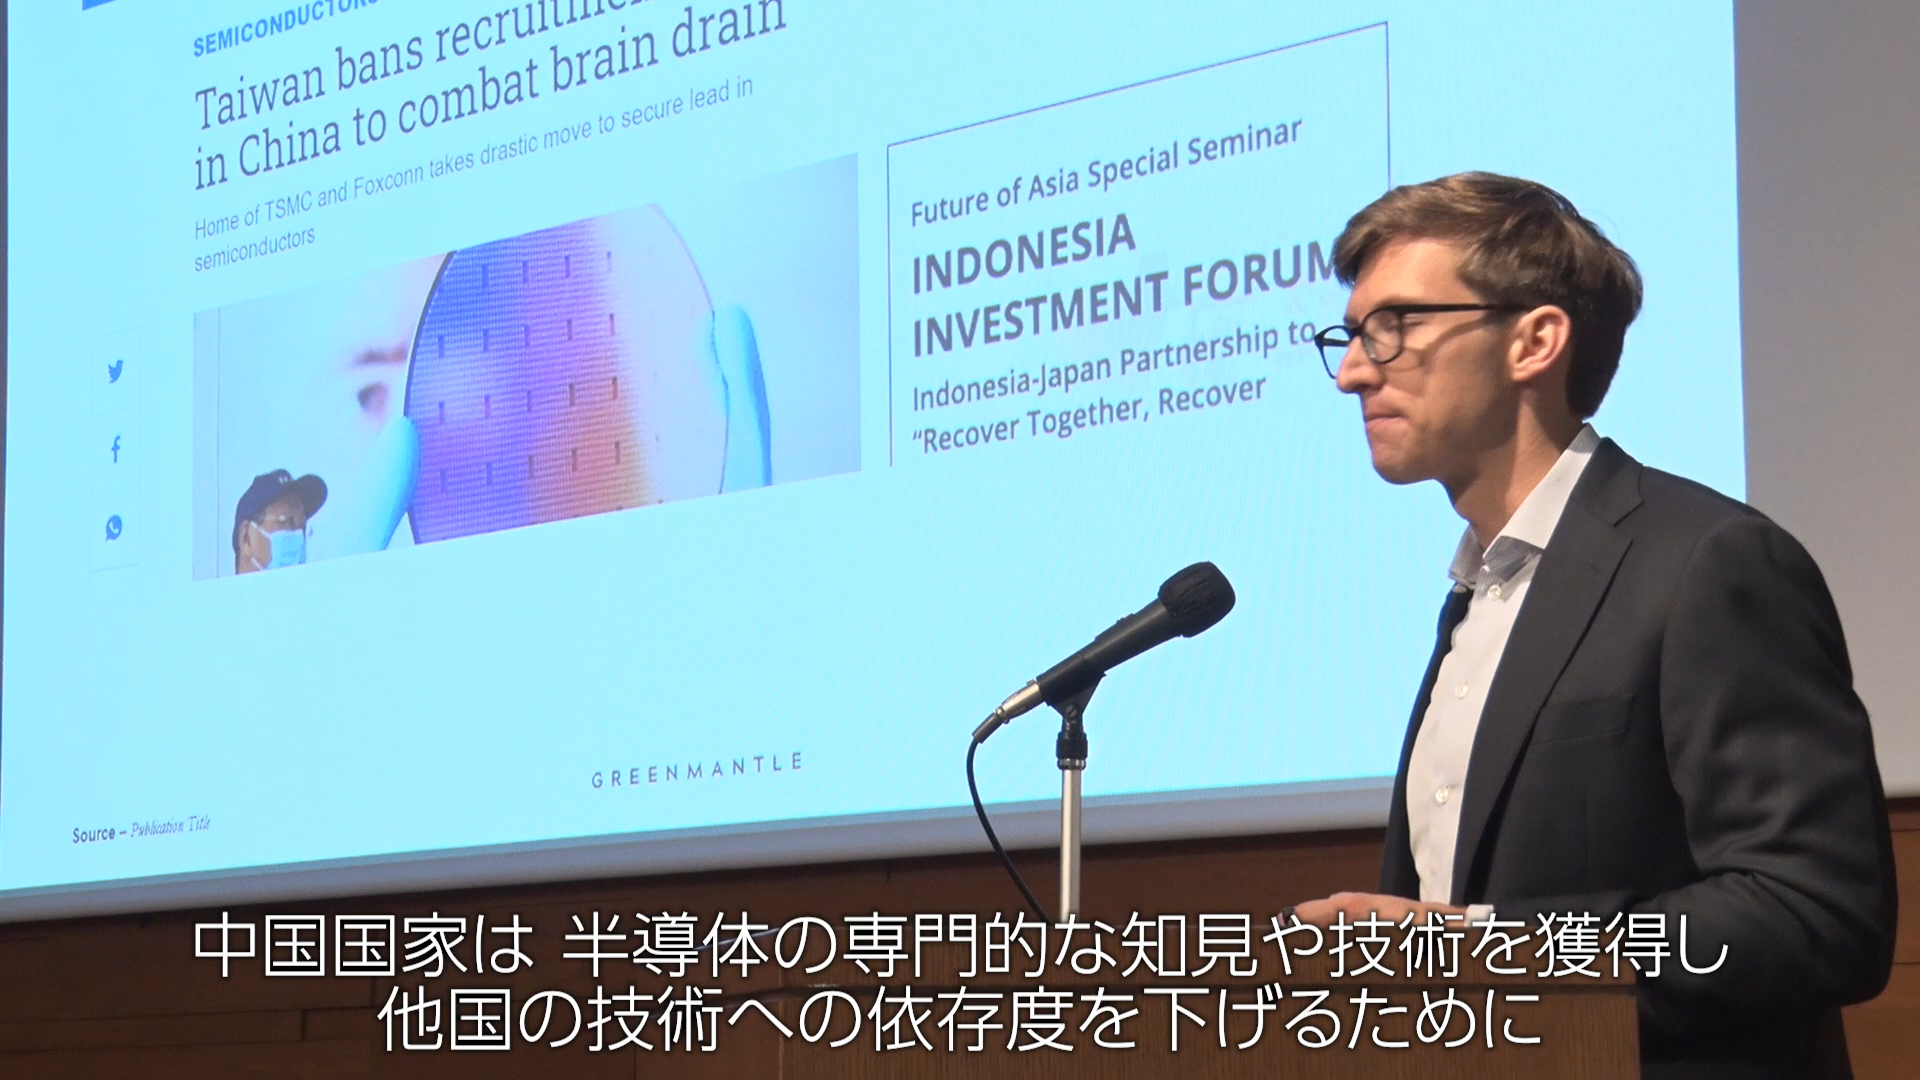 SEMICONDUCTORS
Taiwan bans recruitment
in China to combat brain drain
Home of TSMC and Foxconn takes drastic move to secure lead in
semiconductors
Future of Asia Special Seminar
INDONESIA
INVESTMENT FORUM
Indonesia-Japan Partnership to
“Recover Together, Recover
GREENMANTLE
Source – Publication Title
中国国家は 半導体の専門的な知見や技術を獲得し
他国の技術への依存度を下げるために